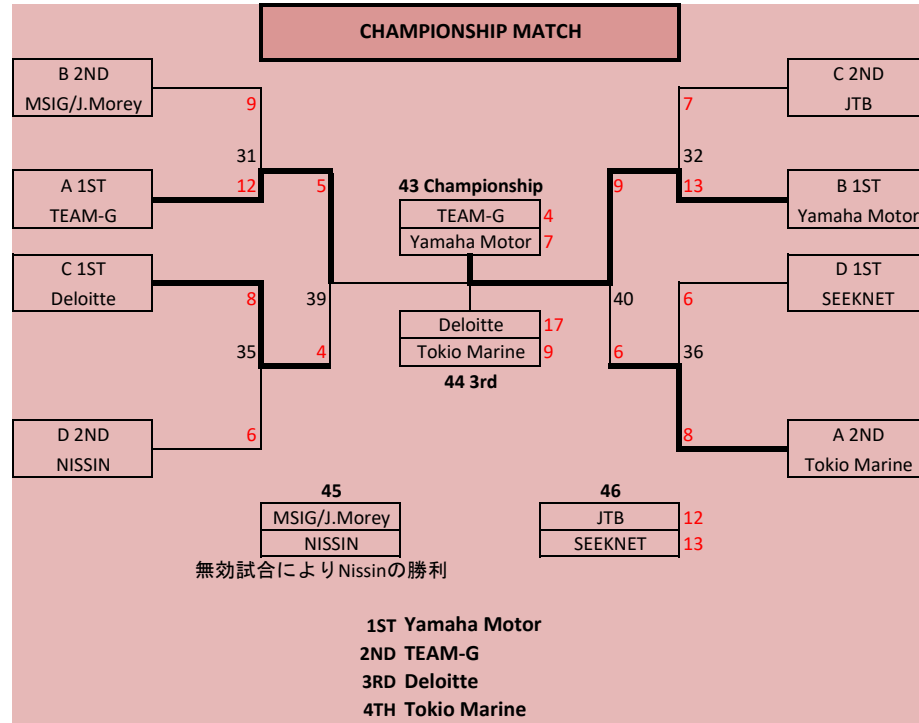 CHAMPIONSHIP MATCH
B 2ND
MSIG/J.Morey
C 2ND
JTB
9
7
31
32
A 1ST
TEAM-G
12
5
43 Championship
TEAM-G 4
Yamaha Motor 7
9
13
B 1ST
Yamaha Motor
C 1ST
Deloitte
D 1ST
SEEKNET
8
39
40
6
Deloitte 17
Tokio Marine 9
44 3rd
35
4
6
36
D 2ND
NISSIN
6
8
A 2ND
Tokio Marine
45
MSIG/J.Morey
NISSIN
無効試合によりNissinの勝利
46
JTB 12
SEEKNET 13
1ST Yamaha Motor
2ND TEAM-G
3RD Deloitte
4TH Tokio Marine